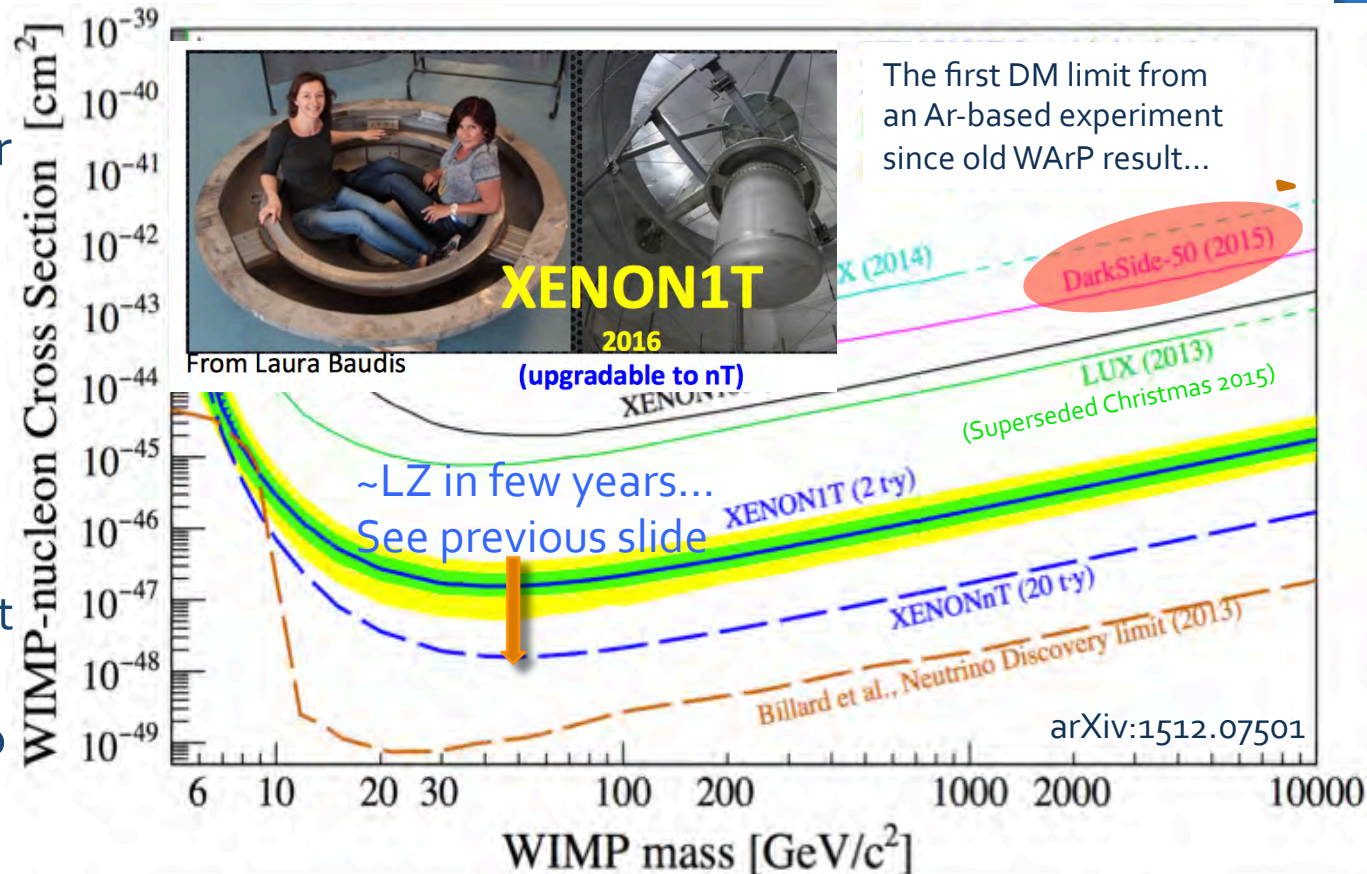 WIMP-nucleon Cross Section [cm²]
10⁻³⁹
10⁻⁴⁰
10⁻⁴¹
10⁻⁴²
10⁻⁴³
10⁻⁴⁴
10⁻⁴⁵
10⁻⁴⁶
10⁻⁴⁷
10⁻⁴⁸
10⁻⁴⁹
The first DM limit from
an Ar-based experiment
since old WArP result...
XENON1T
2016
(upgradable to nT)
From Laura Baudis
X (2014)
DarkSide-50 (2015)
LUX (2013)
(Superseded Christmas 2015)
~LZ in few years...
See previous slide
XENON1T (2 t·y)
XENONnT (20 t·y)
Billard et al., Neutrino Discovery limit (2013)
arXiv:1512.07501
6 10 20 30 100 200 1000 2000 10000
WIMP mass [GeV/c²]